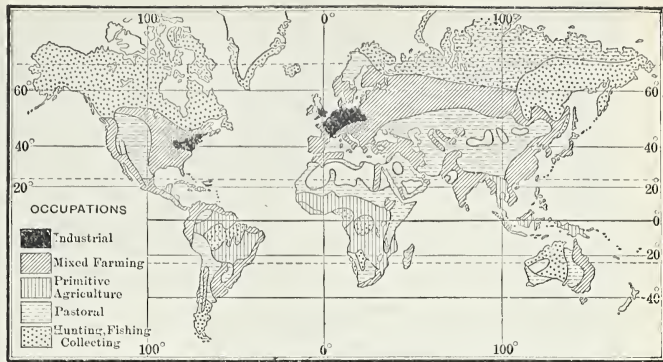 100°
0°
100°
60
60
40°
40
20°
20
0
0
20
-40°
OCCUPATIONS
Industrial
Mixed Farming
Primitive
Agriculture
Pastoral
Hunting, Fishing
Collecting
100°
0°
100°